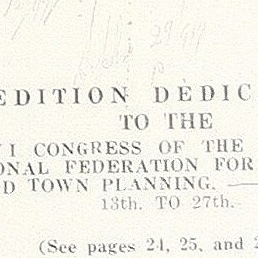 EDITION DEDIC
TO THE
I CONGRESS OF THE
ONAL FEDERATION FOR
D TOWN PLANNING. —
13th. TO 27th.
(See pages 24, 25, and 2